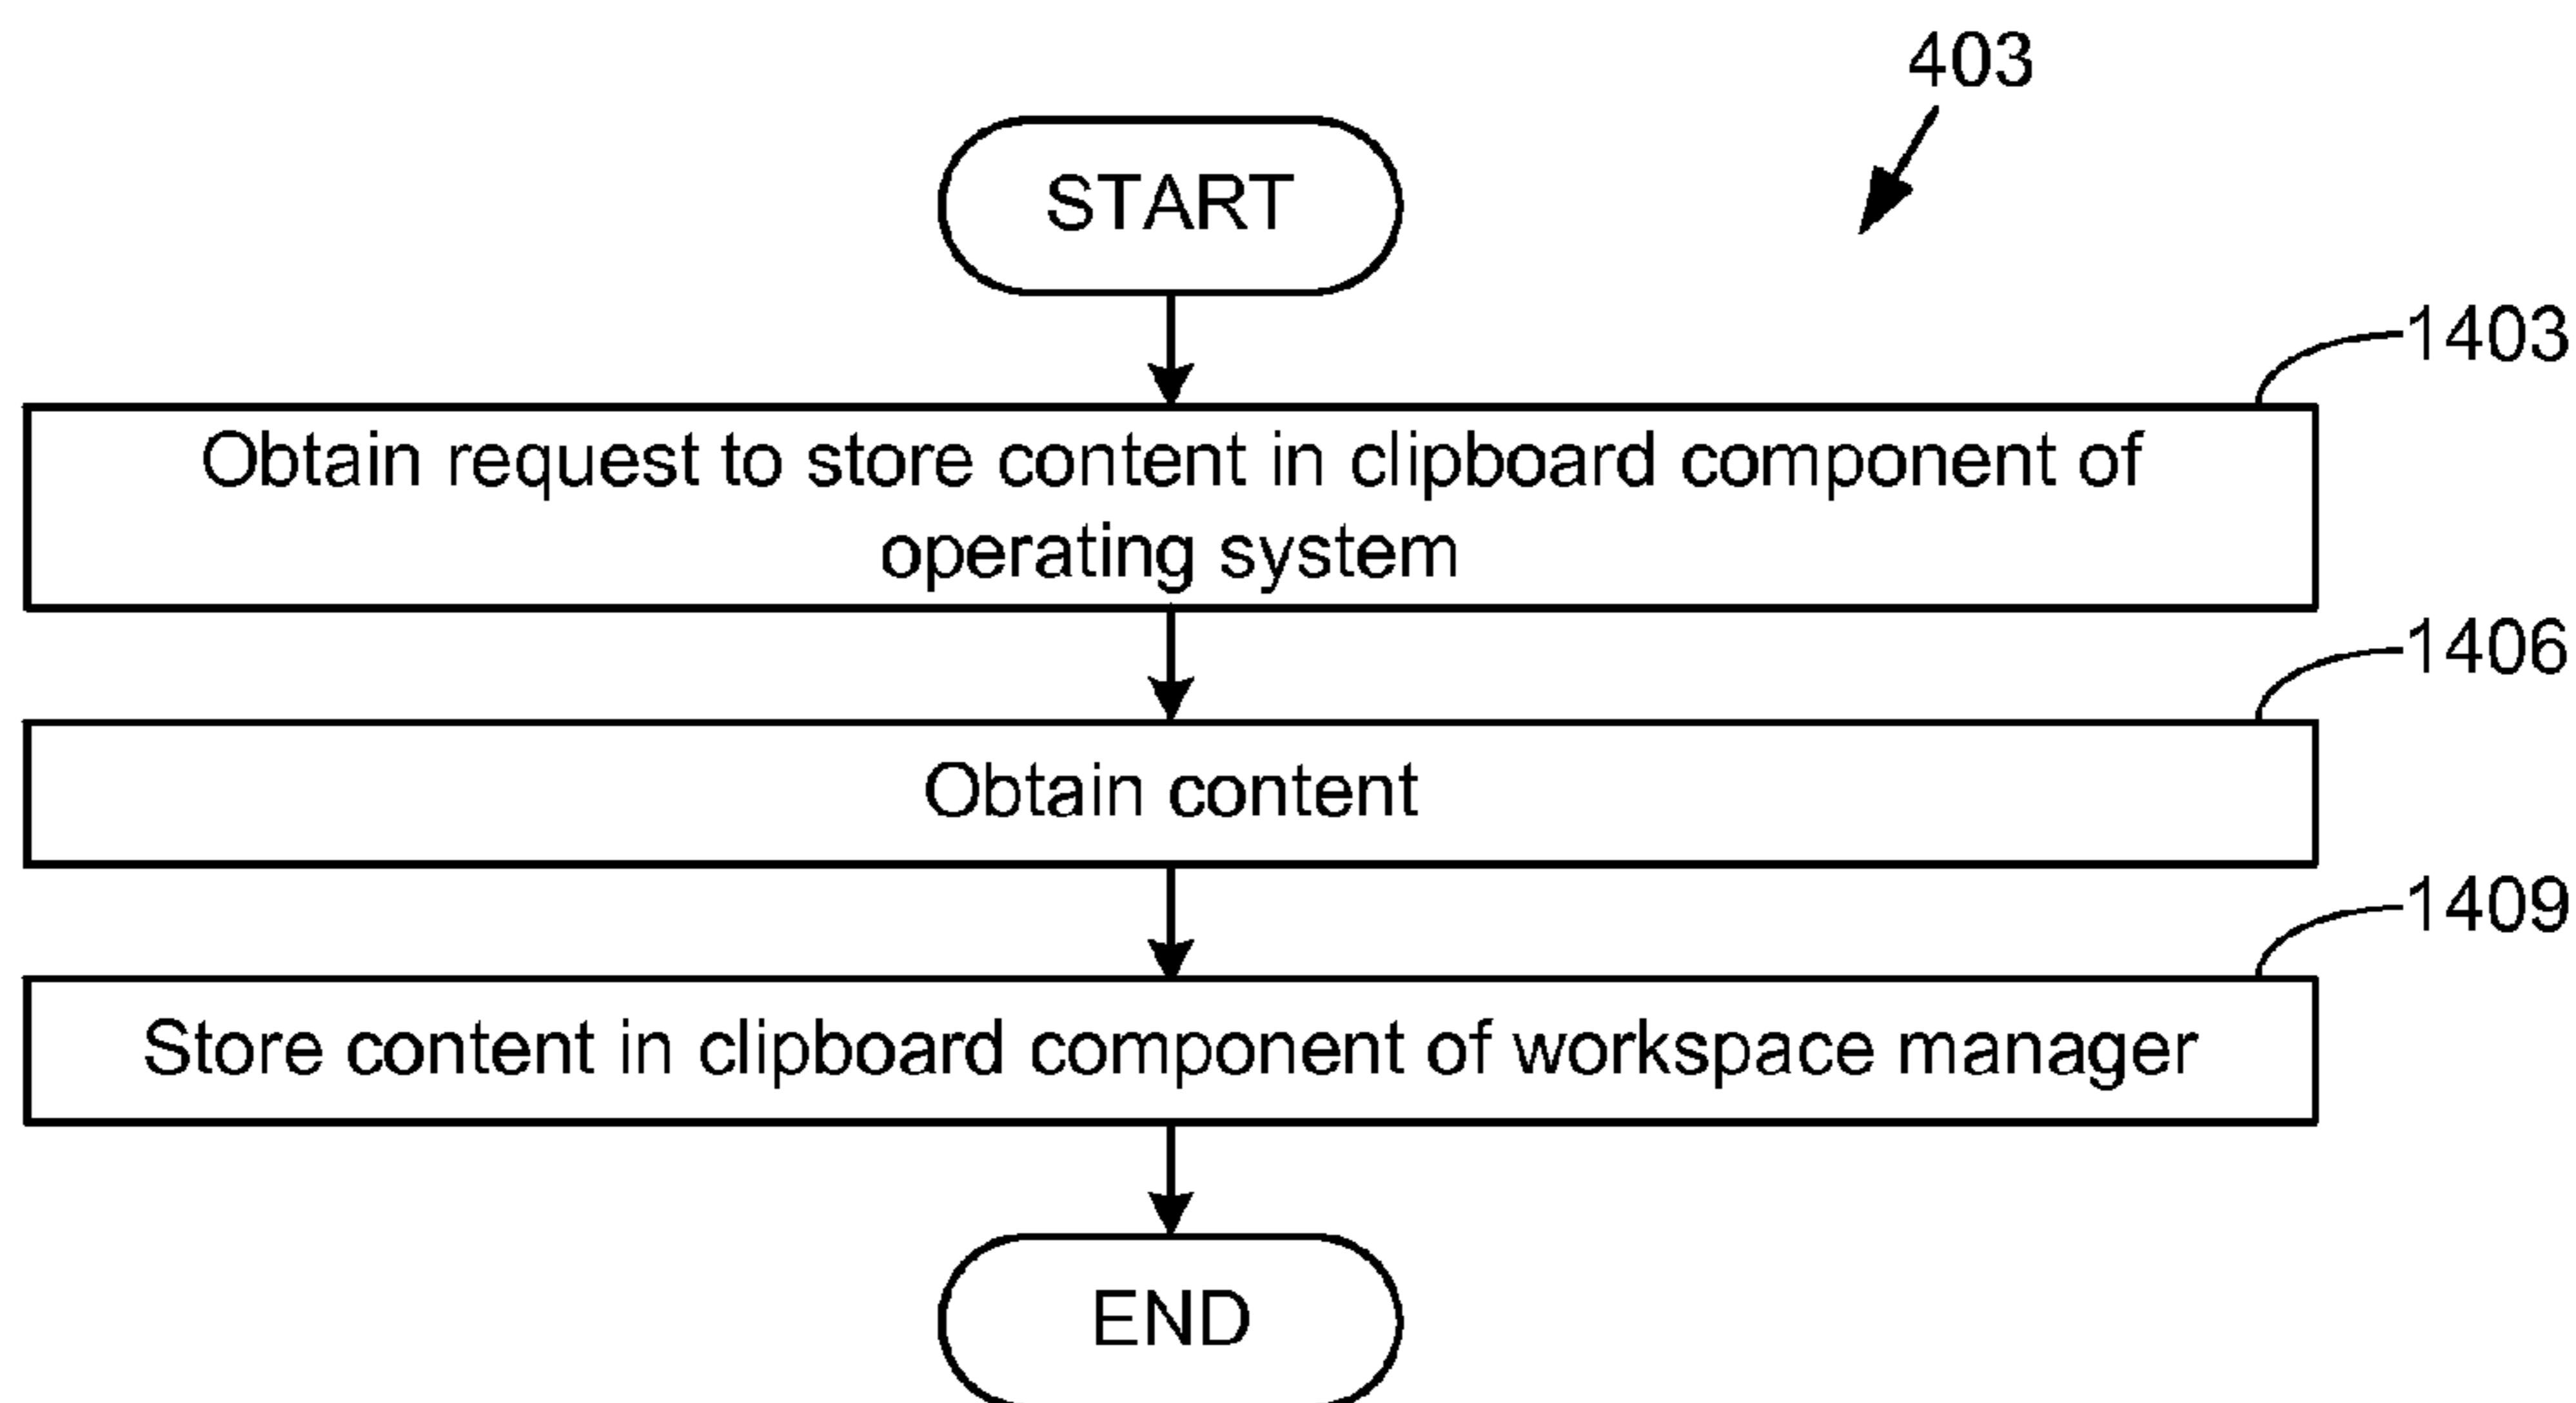 403
START
1403
Obtain request to store content in clipboard component of
operating system
1406
Obtain content
1409
Store content in clipboard component of workspace manager
END